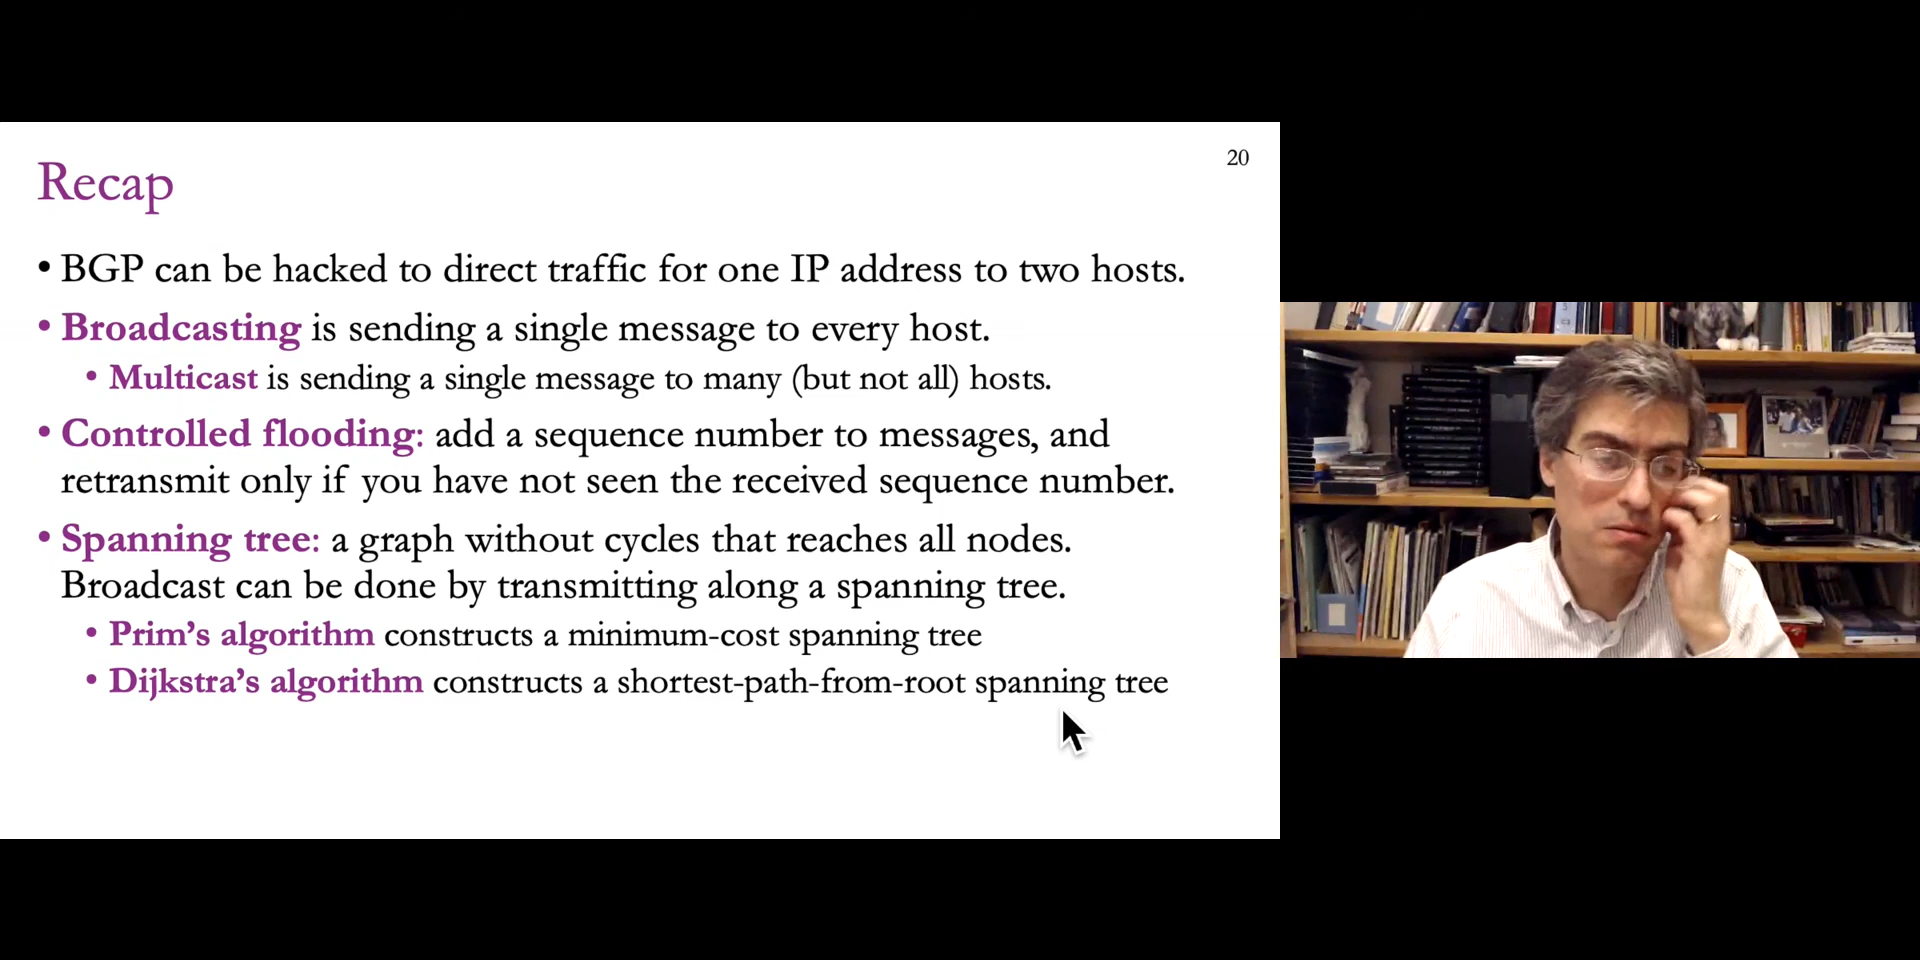 20
Recap
• BGP can be hacked to direct traffic for one IP address to two hosts.
• Broadcasting is sending a single message to every host.
• Multicast is sending a single message to many (but not all) hosts.
• Controlled flooding: add a sequence number to messages, and
retransmit only if you have not seen the received sequence number.
• Spanning tree: a graph without cycles that reaches all nodes.
Broadcast can be done by transmitting along a spanning tree.
• Prim’s algorithm constructs a minimum-cost spanning tree
• Dijkstra’s algorithm constructs a shortest-path-from-root spanning tree